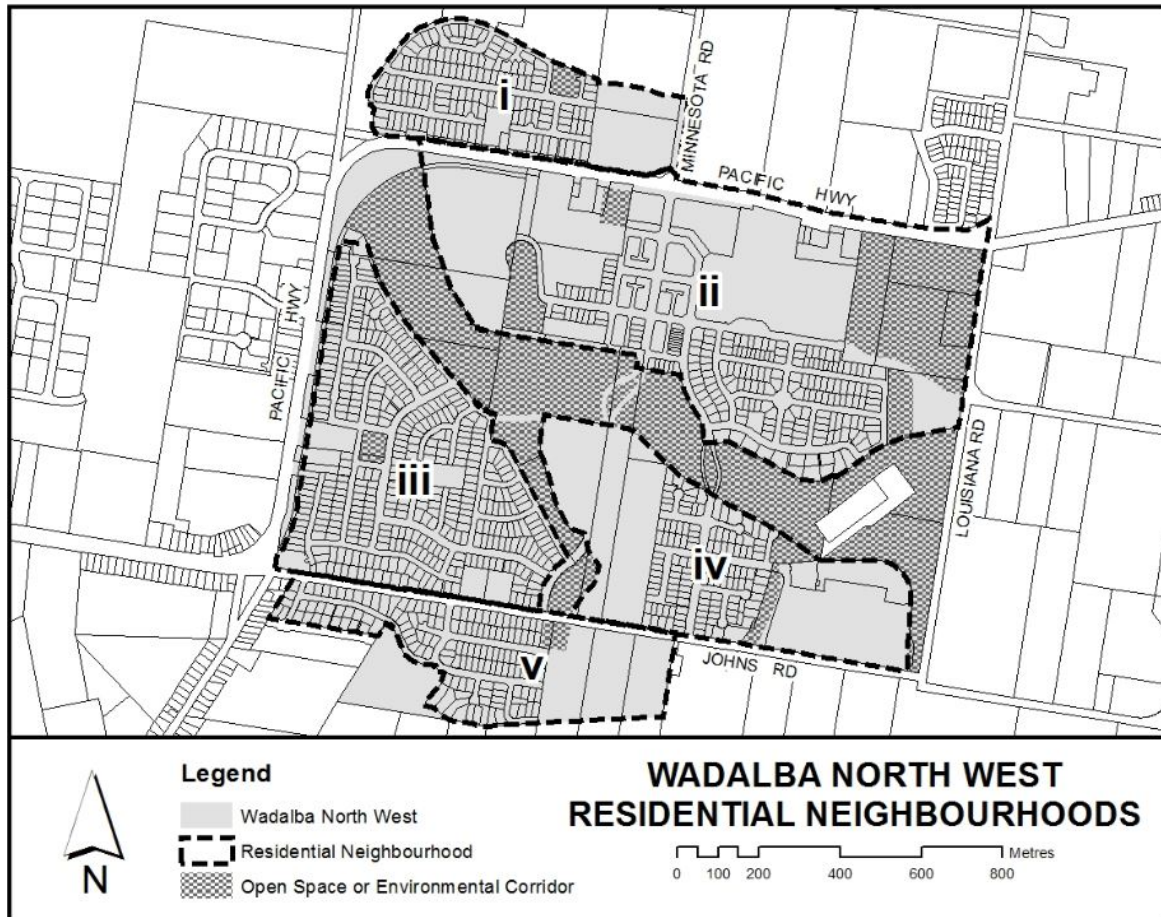 i
MINNESOTA RD
PACIFIC HWY
ii
PACIFIC HWY
iii
LOUISIANA RD
iv
v
JOHNS RD
N
Legend
Wadalba North West
Residential Neighbourhood
Open Space or Environmental Corridor
WADALBA NORTH WEST
RESIDENTIAL NEIGHBOURHOODS
Metres
0 100 200 400 600 800